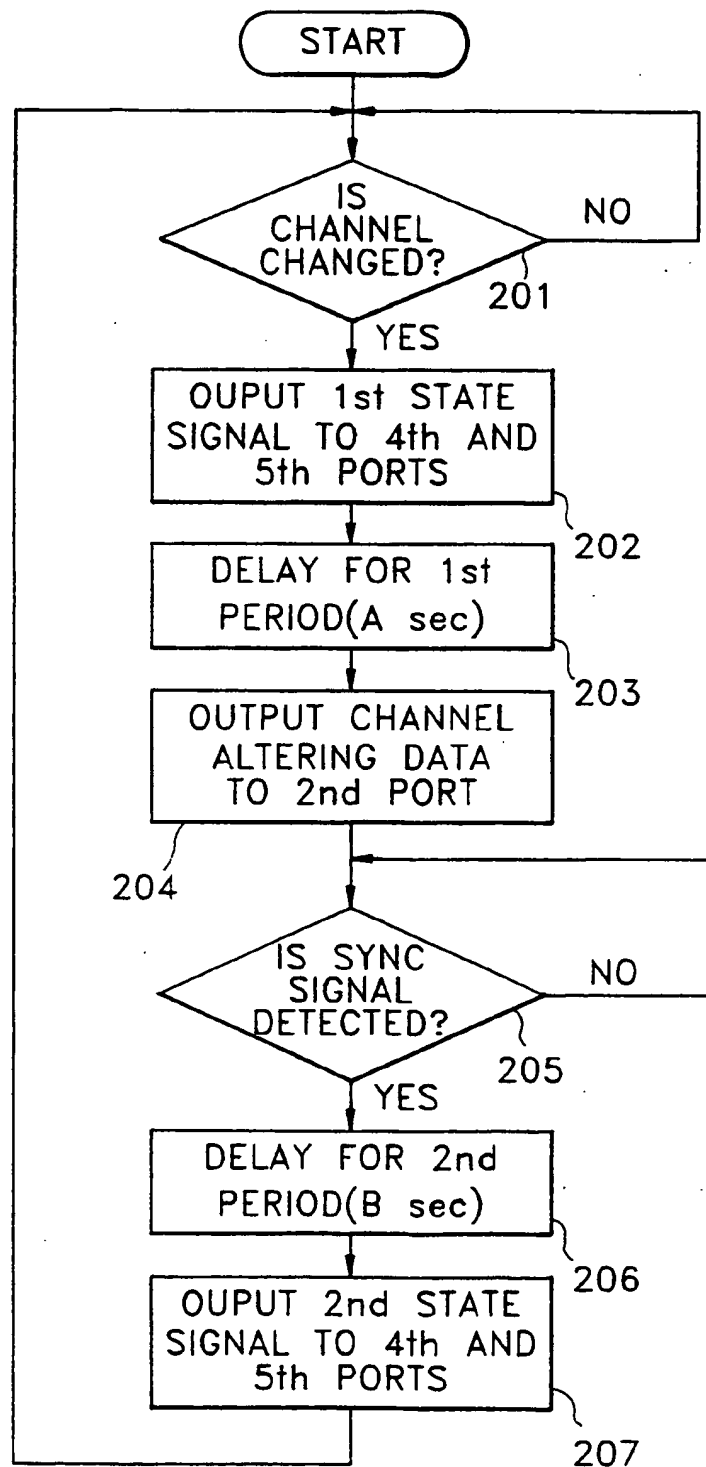 START
IS
CHANNEL
CHANGED?
NO
201
YES
OUPUT 1st STATE
SIGNAL TO 4th AND
5th PORTS
202
DELAY FOR 1st
PERIOD(A sec)
203
OUTPUT CHANNEL
ALTERING DATA
TO 2nd PORT
204
IS SYNC
SIGNAL
DETECTED?
NO
205
YES
DELAY FOR 2nd
PERIOD(B sec)
206
OUPUT 2nd STATE
SIGNAL TO 4th AND
5th PORTS
207